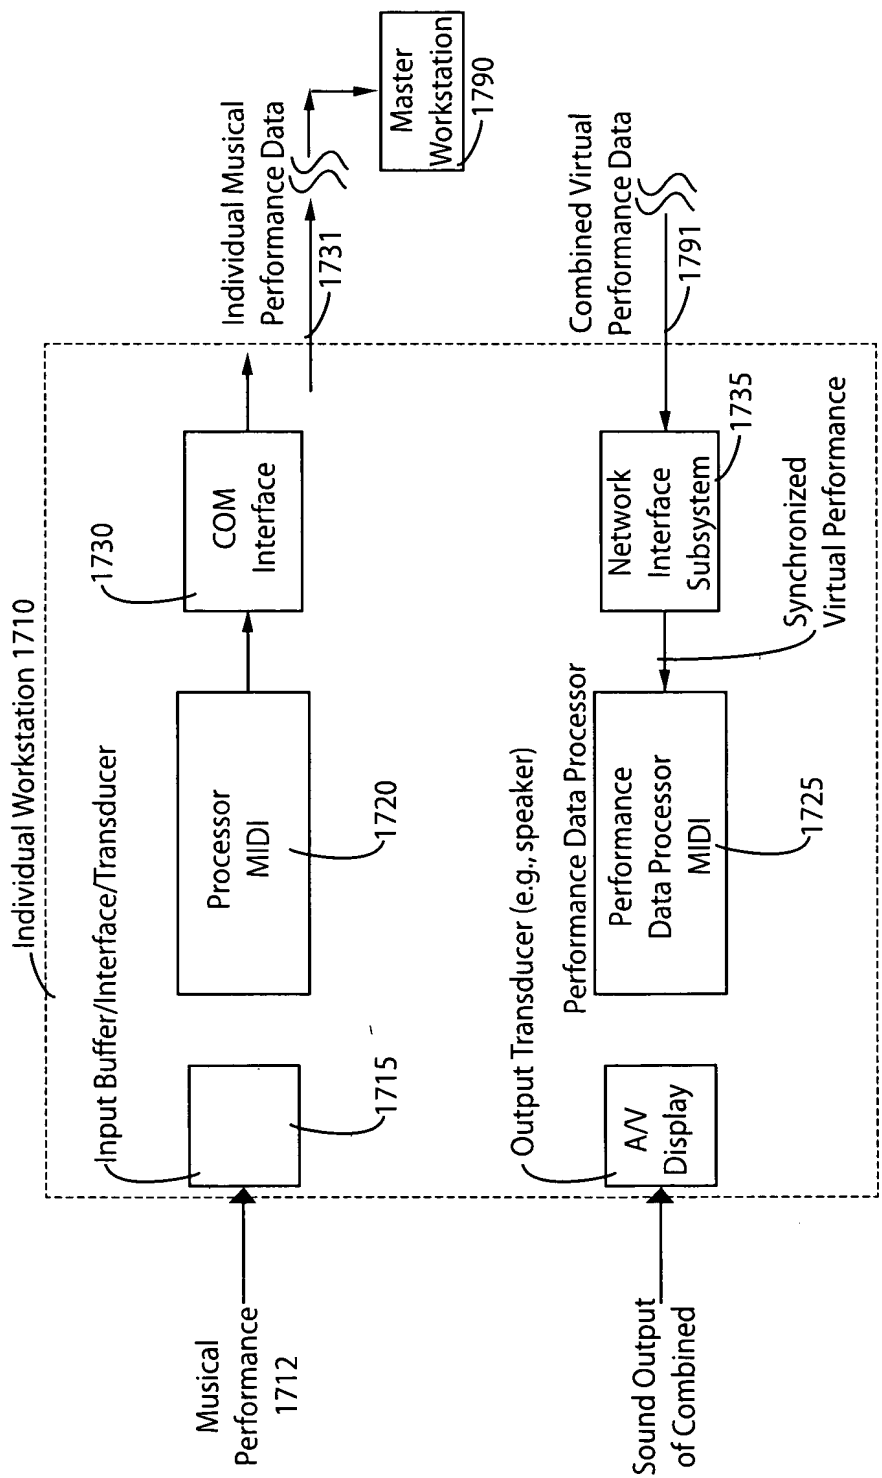 Individual Workstation 1710
Input Buffer/Interface/Transducer
Musical
Performance
1712
1715
Processor
MIDI
1720
1730
COM
Interface
Individual Musical
Performance Data
1731
Master
Workstation
1790
Output Transducer (e.g., speaker)
Sound Output
of Combined
A/V
Display
Performance Data Processor
Performance
Data Processor
MIDI
1725
Network
Interface
Subsystem
1735
Synchronized
Virtual Performance
Combined Virtual
Performance Data
1791